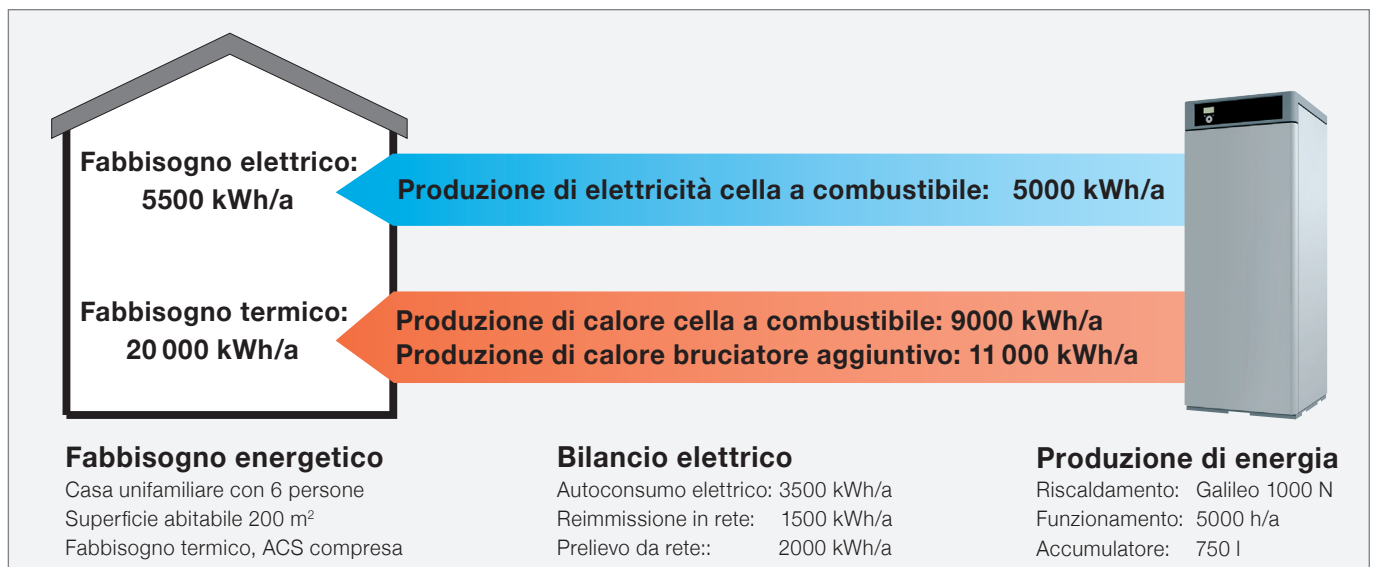 Fabbisogno elettrico:
5500 kWh/a
Produzione di elettricità cella a combustibile: 5000 kWh/a
Fabbisogno termico:
20 000 kWh/a
Produzione di calore cella a combustibile: 9000 kWh/a
Produzione di calore bruciatore aggiuntivo: 11 000 kWh/a
Fabbisogno energetico
Casa unifamiliare con 6 persone
Superficie abitabile 200 m²
Fabbisogno termico, ACS compresa
Bilancio elettrico
Autoconsumo elettrico: 3500 kWh/a
Reimmissione in rete: 1500 kWh/a
Prelievo da rete:: 2000 kWh/a
Produzione di energia
Riscaldamento: Galileo 1000 N
Funzionamento: 5000 h/a
Accumulatore: 750 l